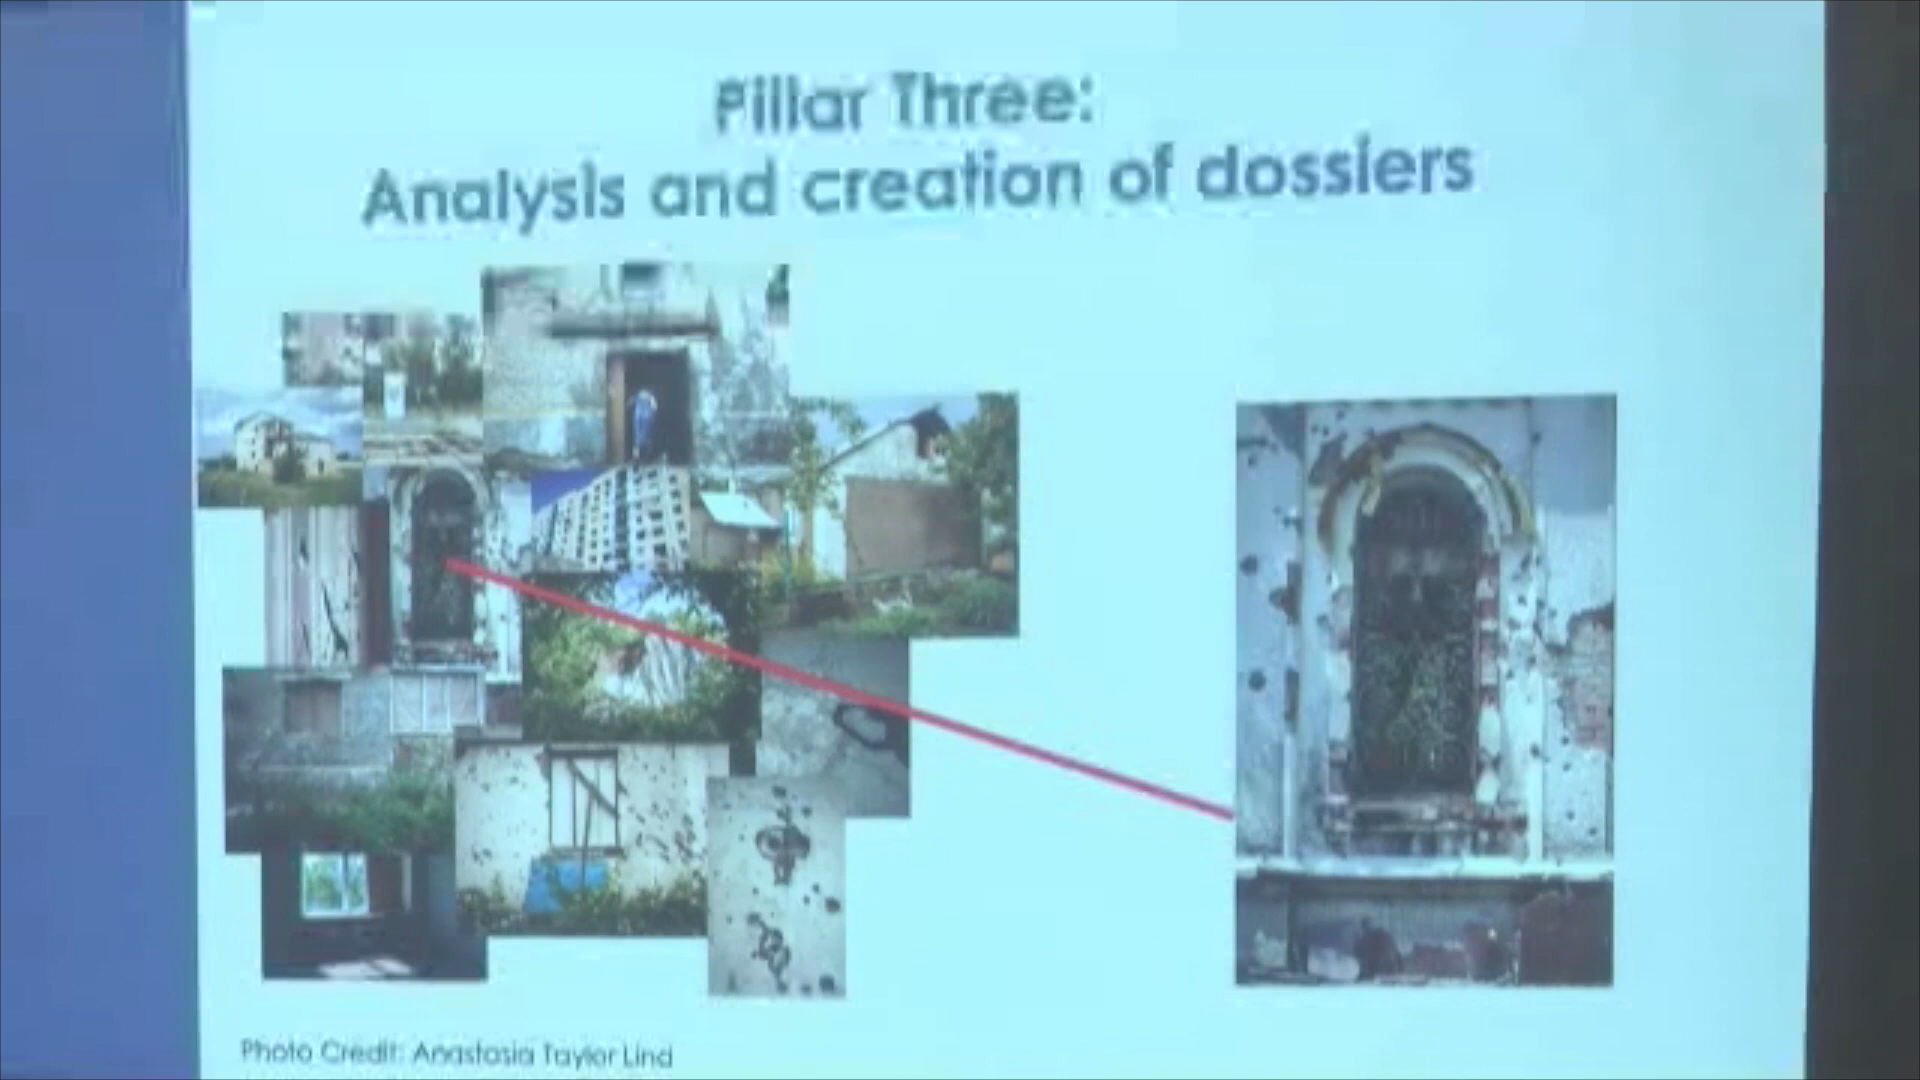 Pillar Three:
Analysis and creation of dossiers
Photo Credit: Anastasia Taylor Lind